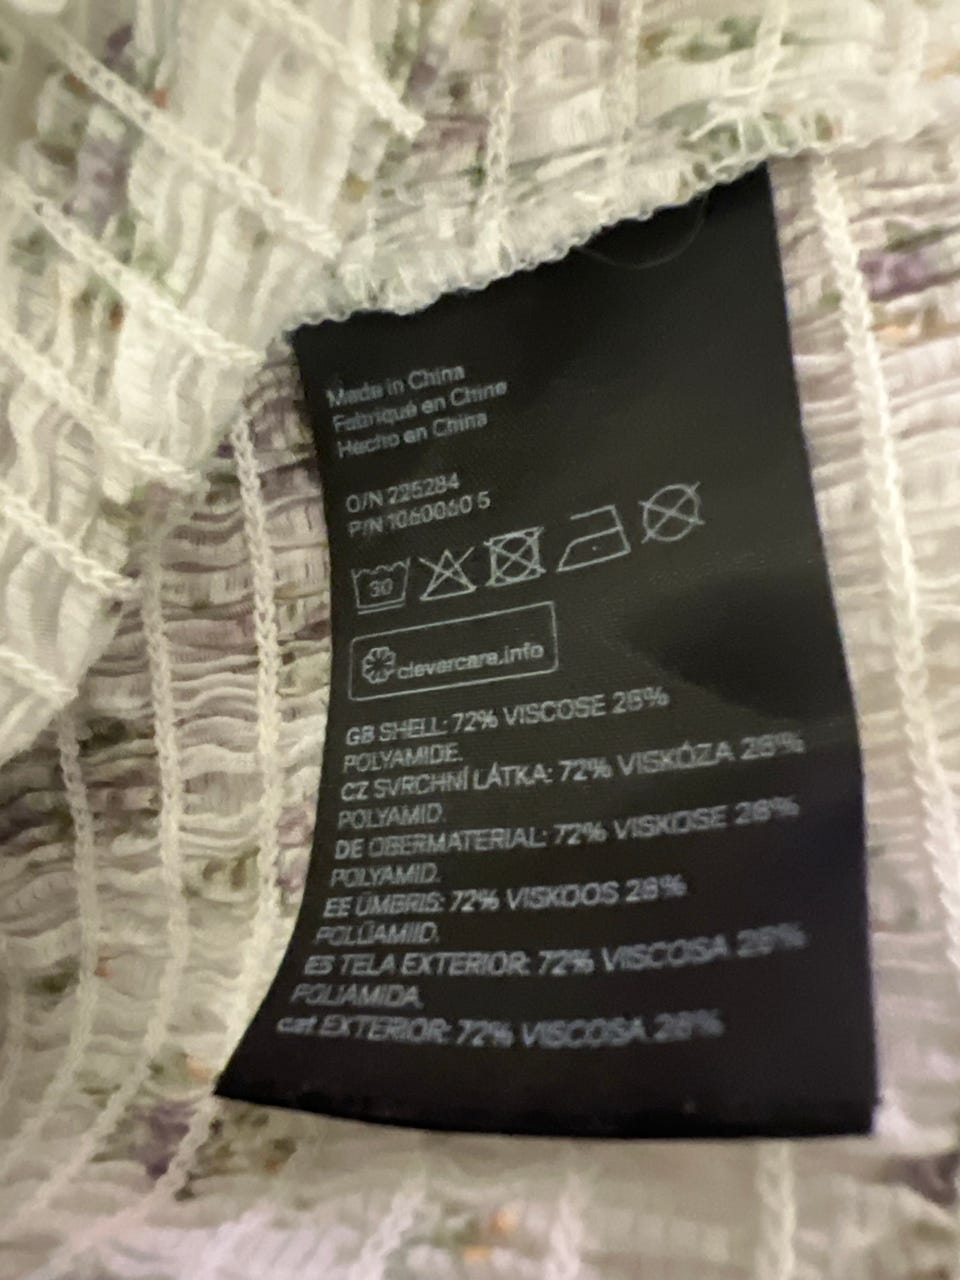 Made in China
Fabriqué en Chine
Hecho en China
O/N 225284
P/N 1060060 5
30
clevercare.info
GB SHELL: 72% VISCOSE 28%
POLYAMIDE.
CZ SVRCHNÍ LÁTKA: 72% VISKÓZA 28%
POLYAMID.
DE OBERMATERIAL: 72% VISKOSE 28%
POLYAMID.
EE ÜMBRIS: 72% VISKOOS 28%
POLÜAMIID.
ES TELA EXTERIOR: 72% VISCOSA 28%
POLIAMIDA.
cat EXTERIOR: 72% VISCOSA 28%